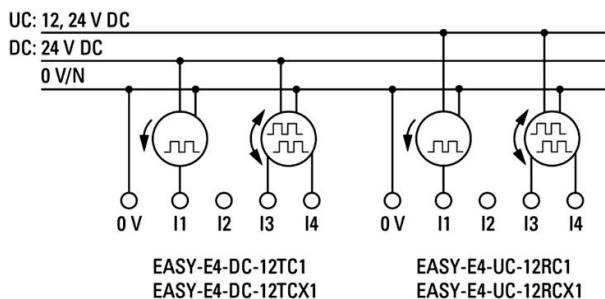 UC: 12, 24 V DC
DC: 24 V DC
0 V/N
0 V I1 I2 I3 I4 0 V I1 I2 I3 I4
EASY-E4-DC-12TC1 EASY-E4-UC-12RC1
EASY-E4-DC-12TCX1 EASY-E4-UC-12RCX1